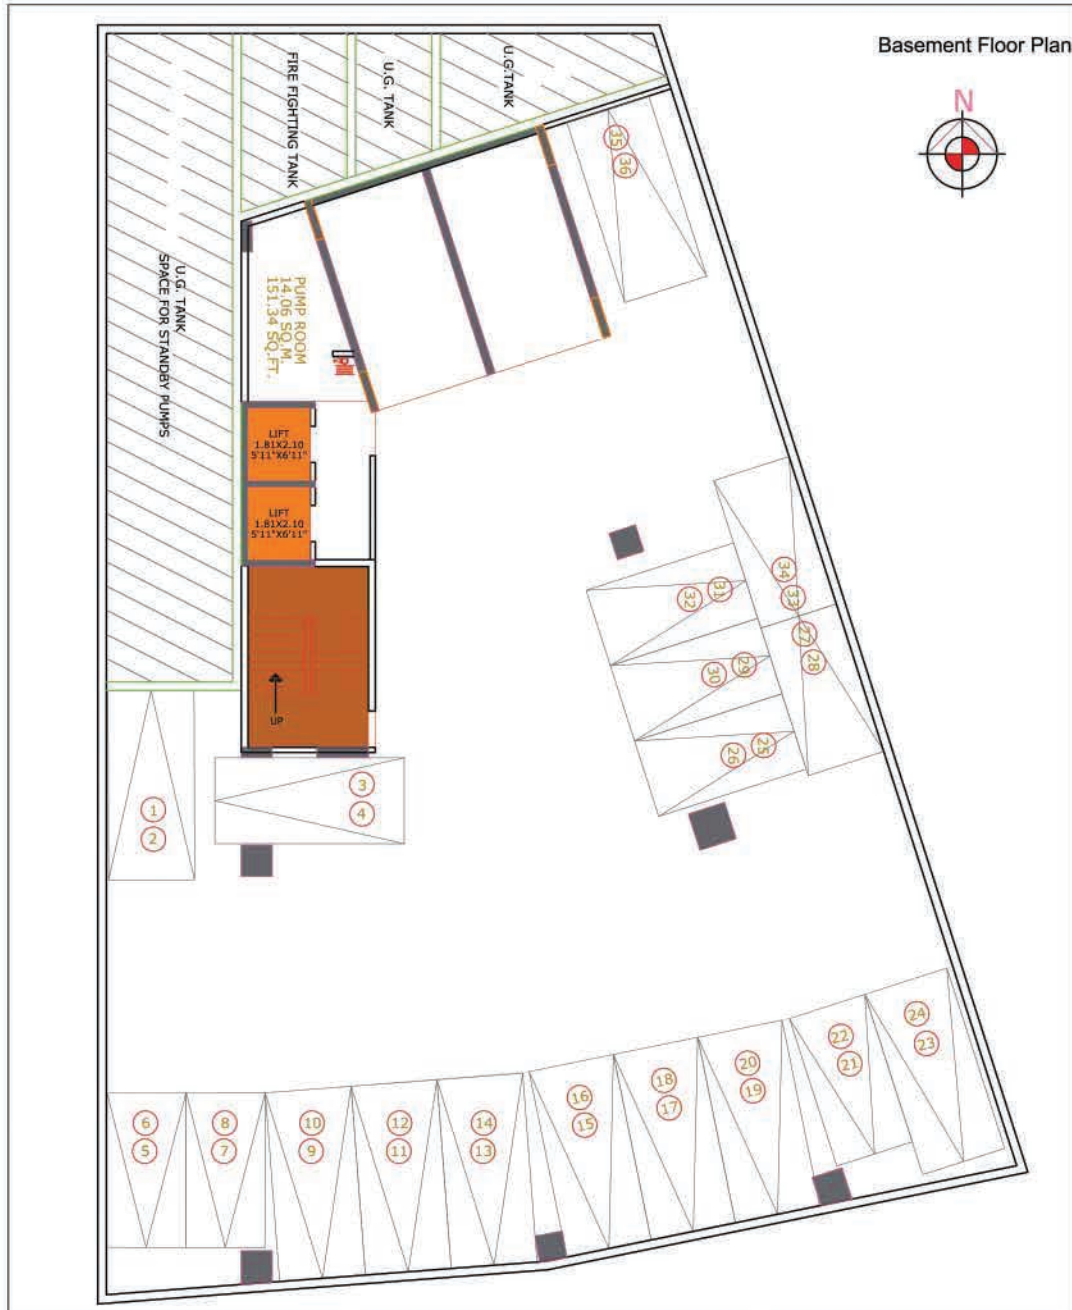 Basement Floor Plan
N
FIRE FIGHTING TANK
U.G. TANK
U.G.TANK
U.G. TANK
SPACE FOR STANDBY PUMPS
PUMP ROOM
14.06 SQ.M.
151.34 SQ.FT.
LIFT
1.81X2.10
5'11"X6'11"
LIFT
1.81X2.10
5'11"X6'11"
UP
35
36
34
33
31
32
27
28
29
30
25
26
3
4
1
2
24
23
22
21
20
19
18
17
16
15
14
13
12
11
10
9
8
7
6
5